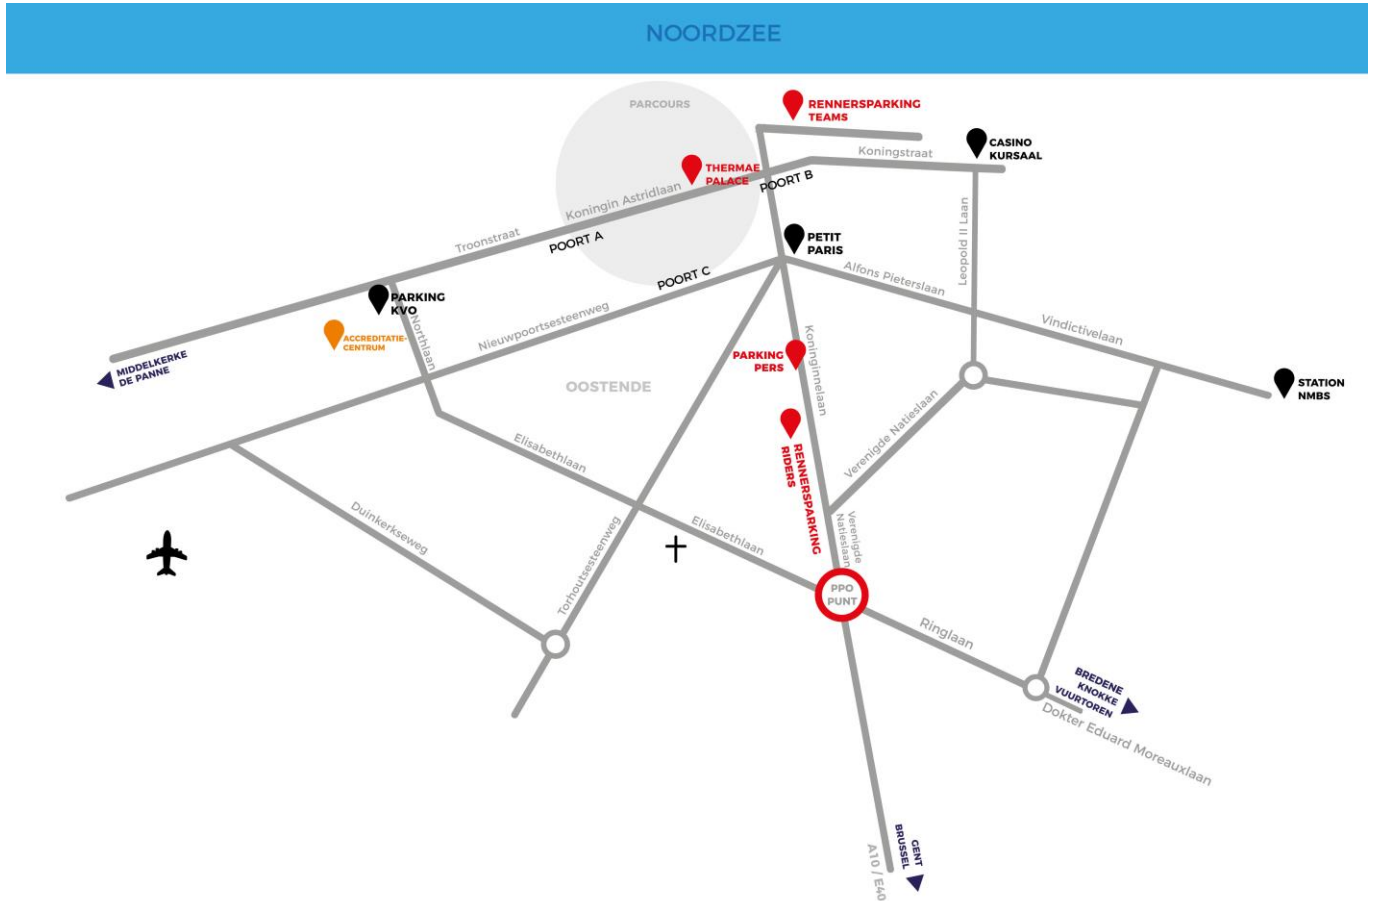 NOORDZEE
PARCOURS
RENNERSPARKING
TEAMS
CASINO
KURSAAL
Koningstraat
THERMAE
PALACE
POORT B
Koningin Astridlaan
Troonstraat
POORT A
PETIT
PARIS
Leopold II Laan
Alfons Pieterslaan
POORT C
PARKING
KVO
ACCREDITATIE-
CENTRUM
Northlaan
Nieuwpoortsesteenweg
Koninginnelaan
Vindictivelaan
MIDDELKERKE
DE PANNE
PARKING
PERS
OOSTENDE
STATION
NMBS
Elisabethlaan
RENNERSPARKING
RIDERS
Verenigde Natieslaan
Duinkerkseweg
Torhoutsesteenweg
Elisabethlaan
Verenigde
Natieslaan
PPO
PUNT
Ringlaan
BREDENE
KNOKKE
VUURTOREN
Dokter Eduard Moreauxlaan
GENT
BRUSSEL
A10 / E40